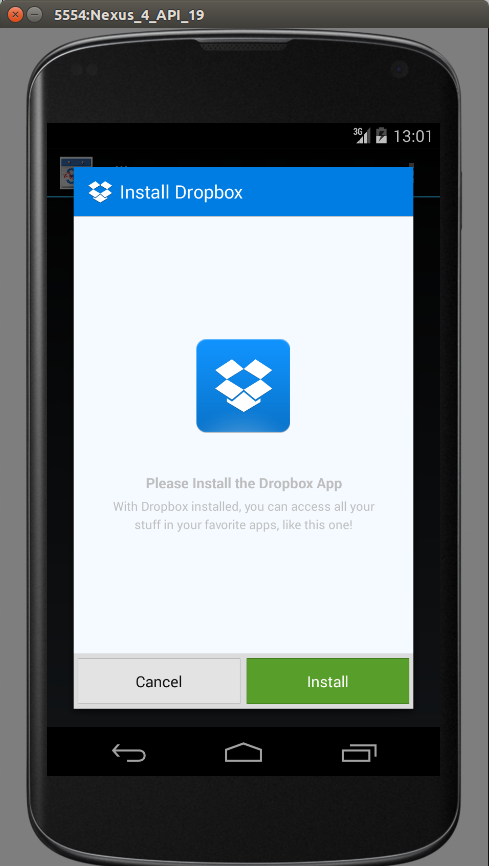 5554:Nexus_4_API_19
3G
13:01
Install Dropbox
Please Install the Dropbox App
With Dropbox installed, you can access all your
stuff in your favorite apps, like this one!
Cancel
Install